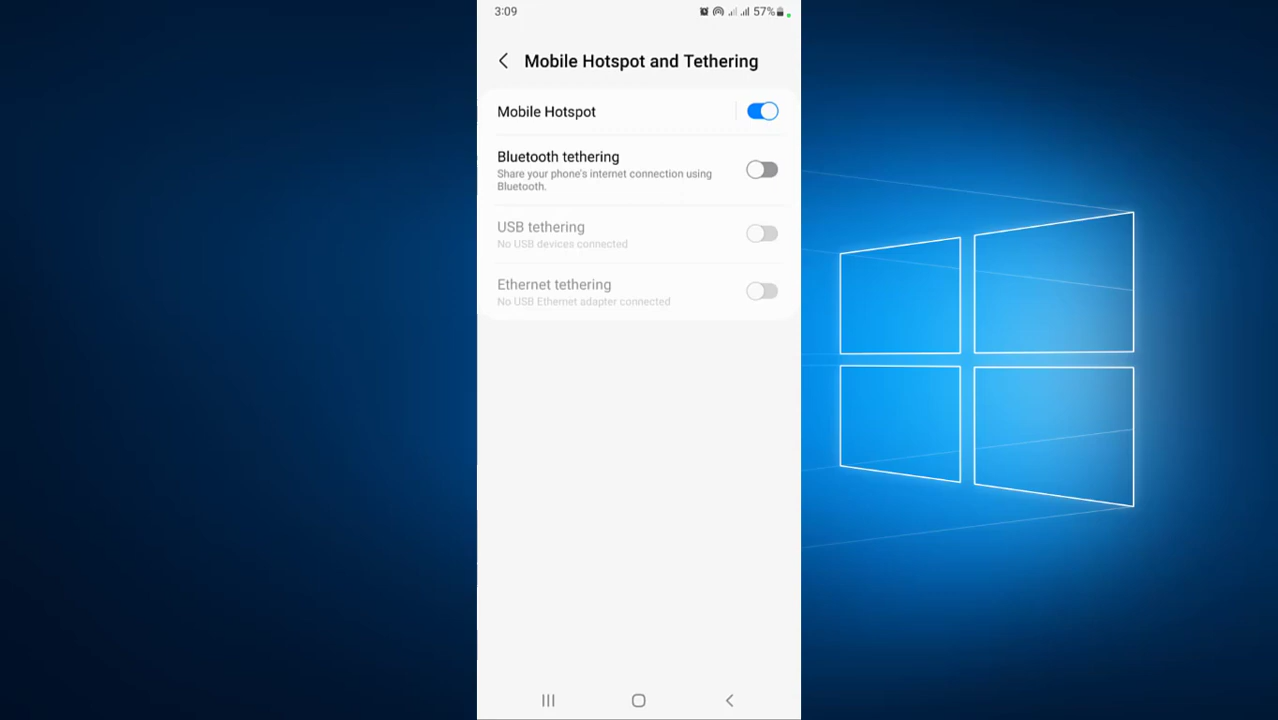 3:09
57%
Mobile Hotspot and Tethering
Mobile Hotspot
Bluetooth tethering
Share your phone's internet connection using
Bluetooth.
USB tethering
No USB devices connected
Ethernet tethering
No USB Ethernet adapter connected